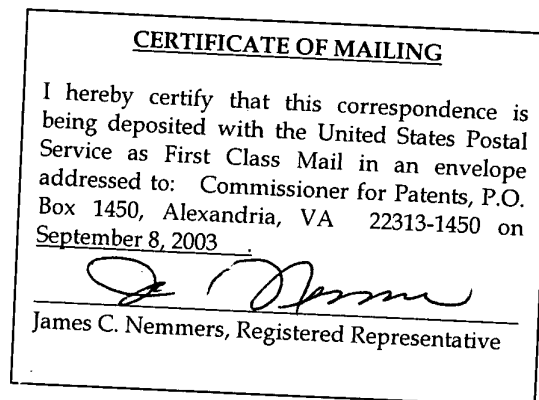 CERTIFICATE OF MAILING
I hereby certify that this correspondence is
being deposited with the United States Postal
Service as First Class Mail in an envelope
addressed to: Commissioner for Patents, P.O.
Box 1450, Alexandria, VA 22313-1450 on
September 8, 2003 .
James C. Nemmers, Registered Representative